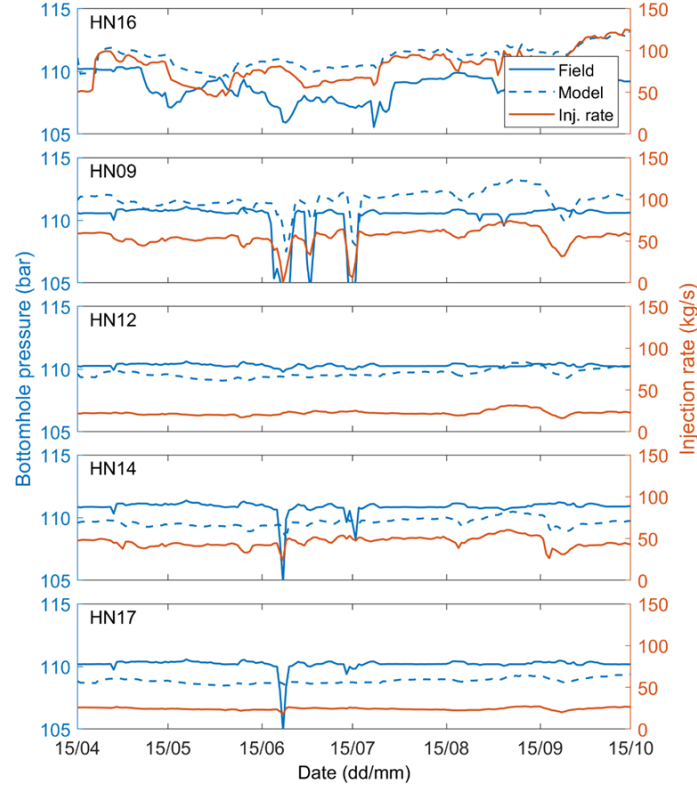 HN16
115
110
105
150
100
50
0
Field
Model
Inj. rate
HN09
115
110
105
150
100
50
0
HN12
115
110
105
150
100
50
0
HN14
115
110
105
150
100
50
0
HN17
115
110
105
150
100
50
0
Bottomhole pressure (bar)
Injection rate (kg/s)
15/04 15/05 15/06 15/07 15/08 15/09 15/10
Date (dd/mm)